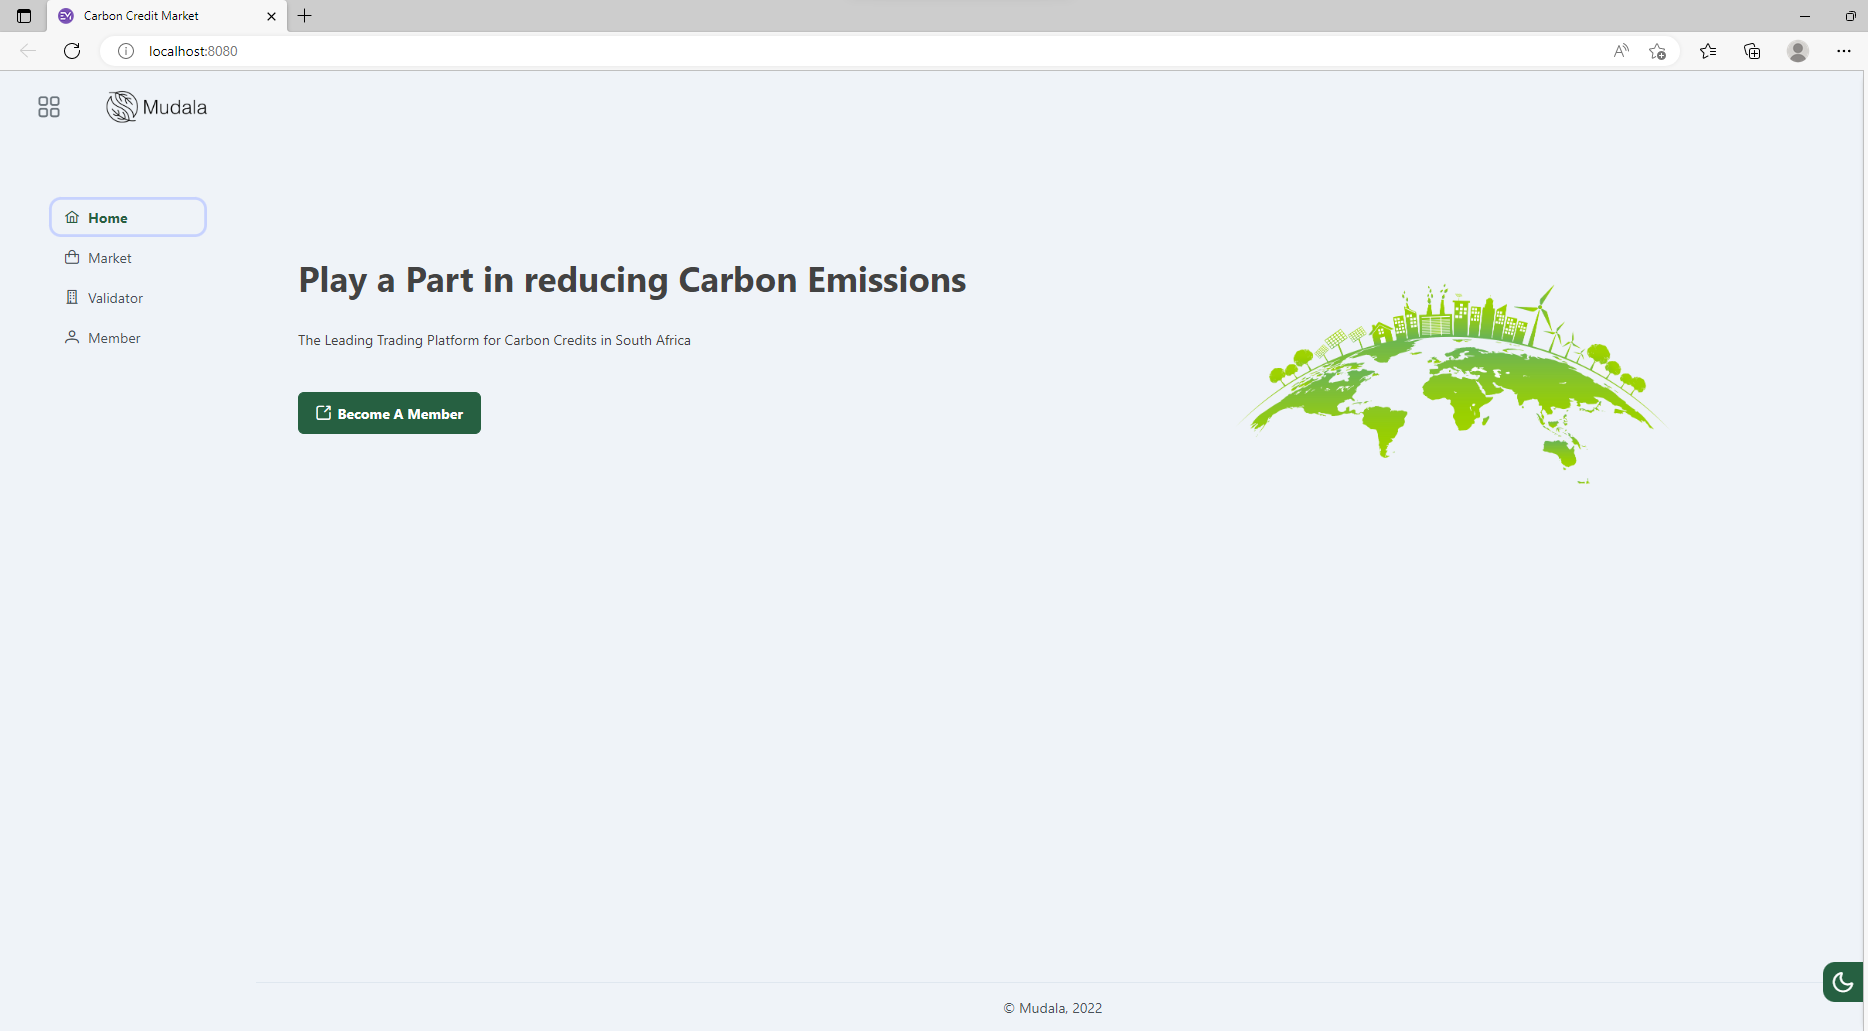 Carbon Credit Market
localhost:8080
Mudala
Home
Market
Validator
Member
Play a Part in reducing Carbon Emissions
The Leading Trading Platform for Carbon Credits in South Africa
Become A Member
© Mudala, 2022